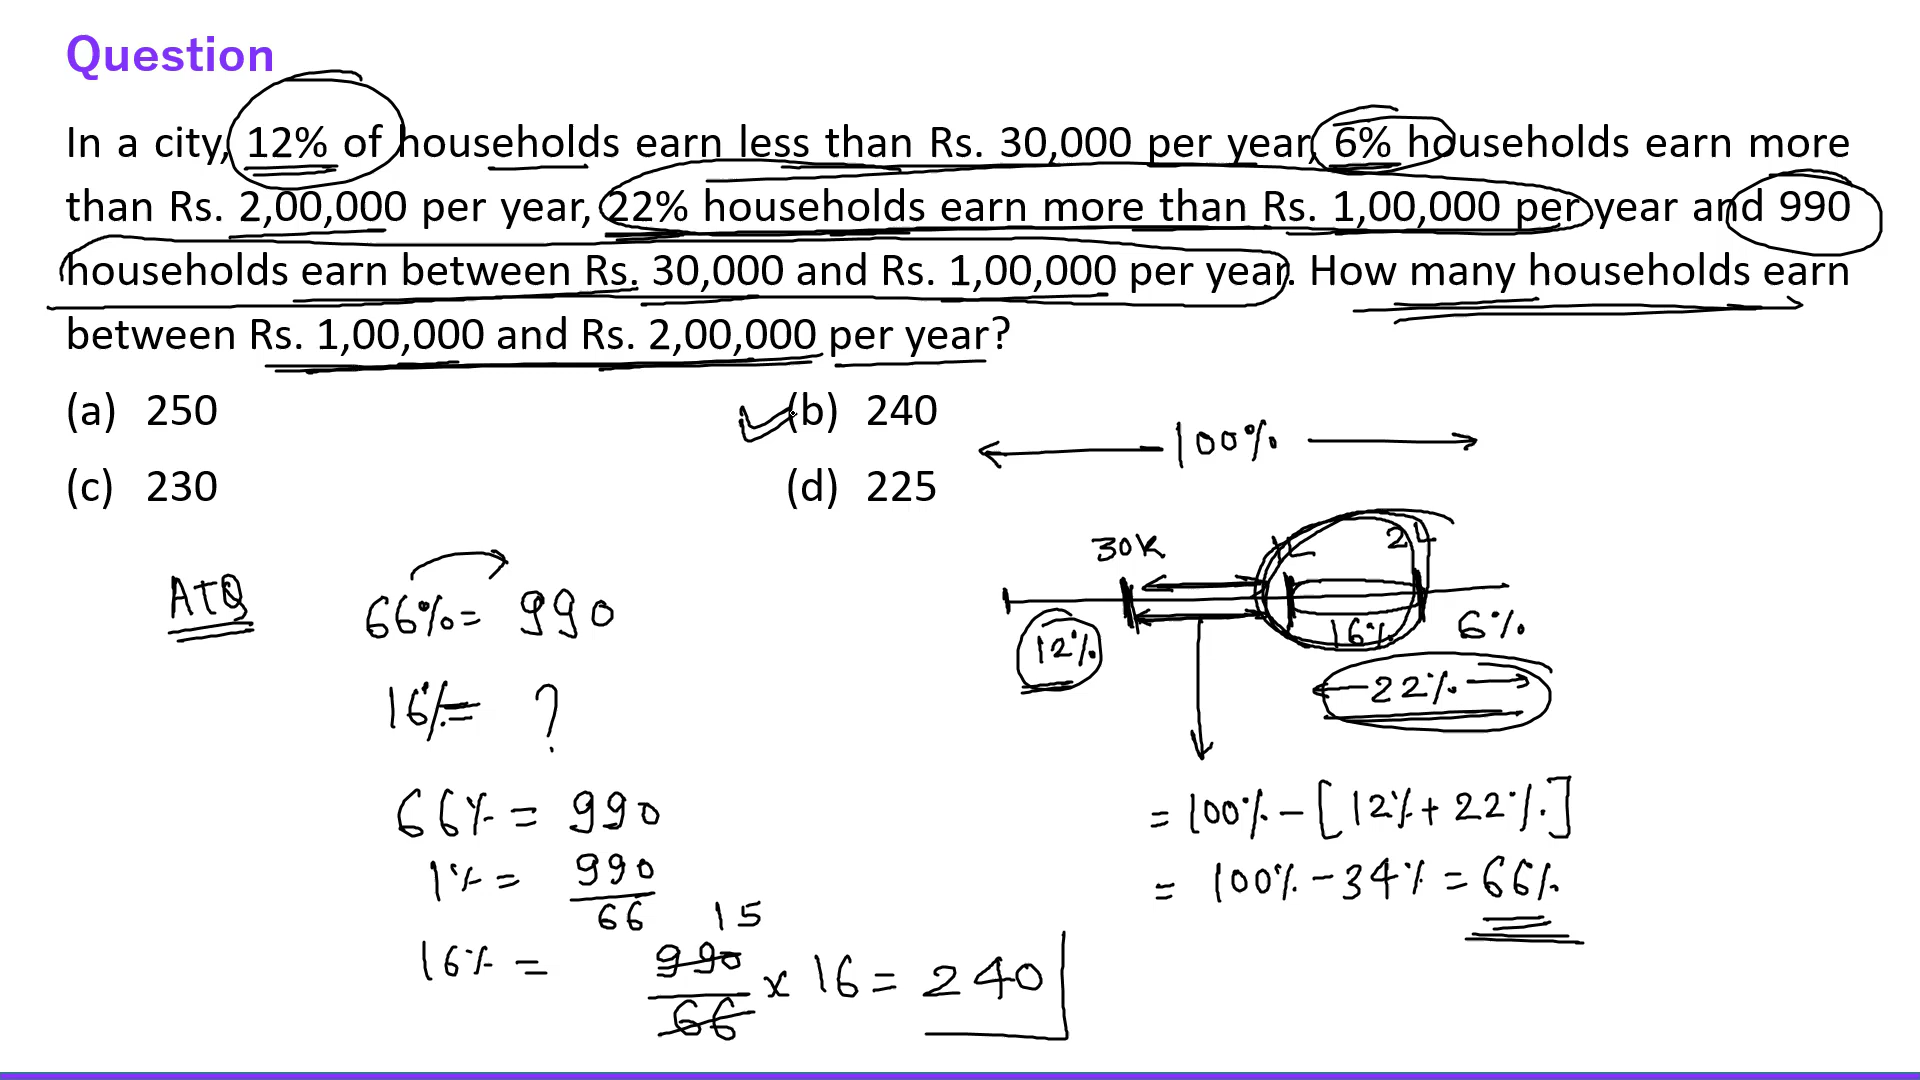 Question
In a city, 12% of households earn less than Rs. 30,000 per year, 6% households earn more
than Rs. 2,00,000 per year, 22% households earn more than Rs. 1,00,000 per year and 990
households earn between Rs. 30,000 and Rs. 1,00,000 per year. How many households earn
between Rs. 1,00,000 and Rs. 2,00,000 per year?
(a) 250
(b) 240
(c) 230
(d) 225
100%
30K 1L 2L
12% 16% 6%
22%
= 100% - [12% + 22%]
= 100% - 34% = 66%
ATQ
66% = 990
16% = ?
66% = 990
1% = 990/66
16% = 990/66 x 16 = 240
15